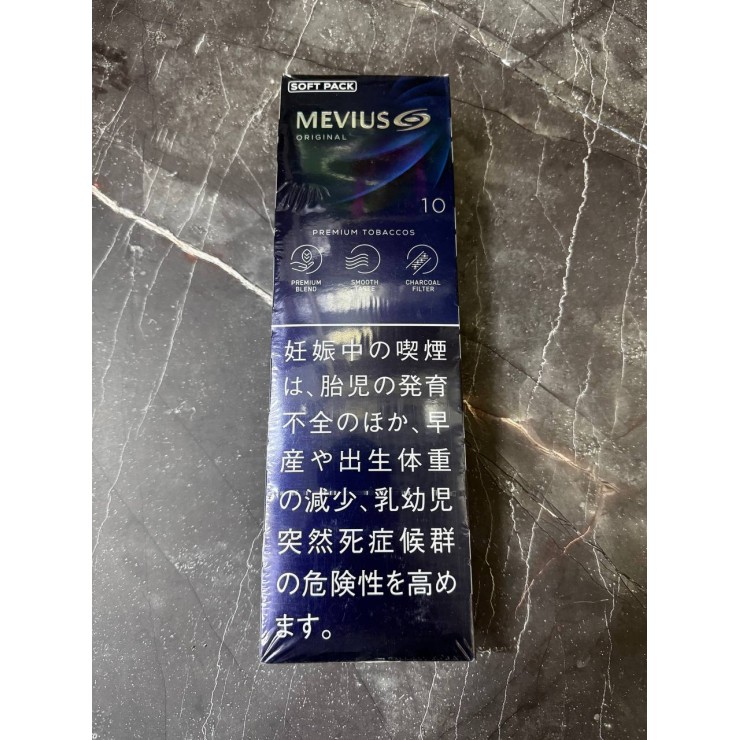 SOFT PACK
MEVIUS
ORIGINAL
10
PREMIUM TOBACCOS
PREMIUM
BLEND
SMOOTH
CHARCOAL
FILTER
妊娠中の喫煙
は、胎児の発育
不全のほか、早
産や出生体重
の減少、乳幼児
突然死症候群
の危険性を高め
ます。